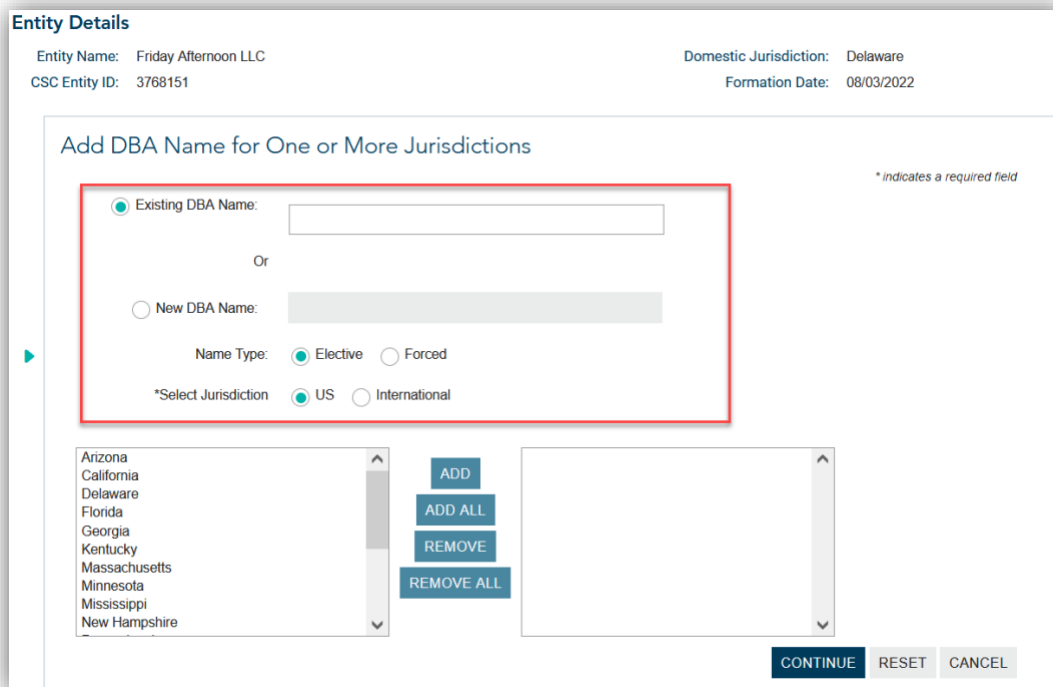 Entity Details
Entity Name: Friday Afternoon LLC Domestic Jurisdiction: Delaware
CSC Entity ID: 3768151 Formation Date: 08/03/2022
Add DBA Name for One or More Jurisdictions
* indicates a required field
Existing DBA Name:
Or
New DBA Name:
Name Type: Elective Forced
*Select Jurisdiction US International
Arizona
California
Delaware
Florida
Georgia
Kentucky
Massachusetts
Minnesota
Mississippi
New Hampshire
ADD
ADD ALL
REMOVE
REMOVE ALL
CONTINUE RESET CANCEL